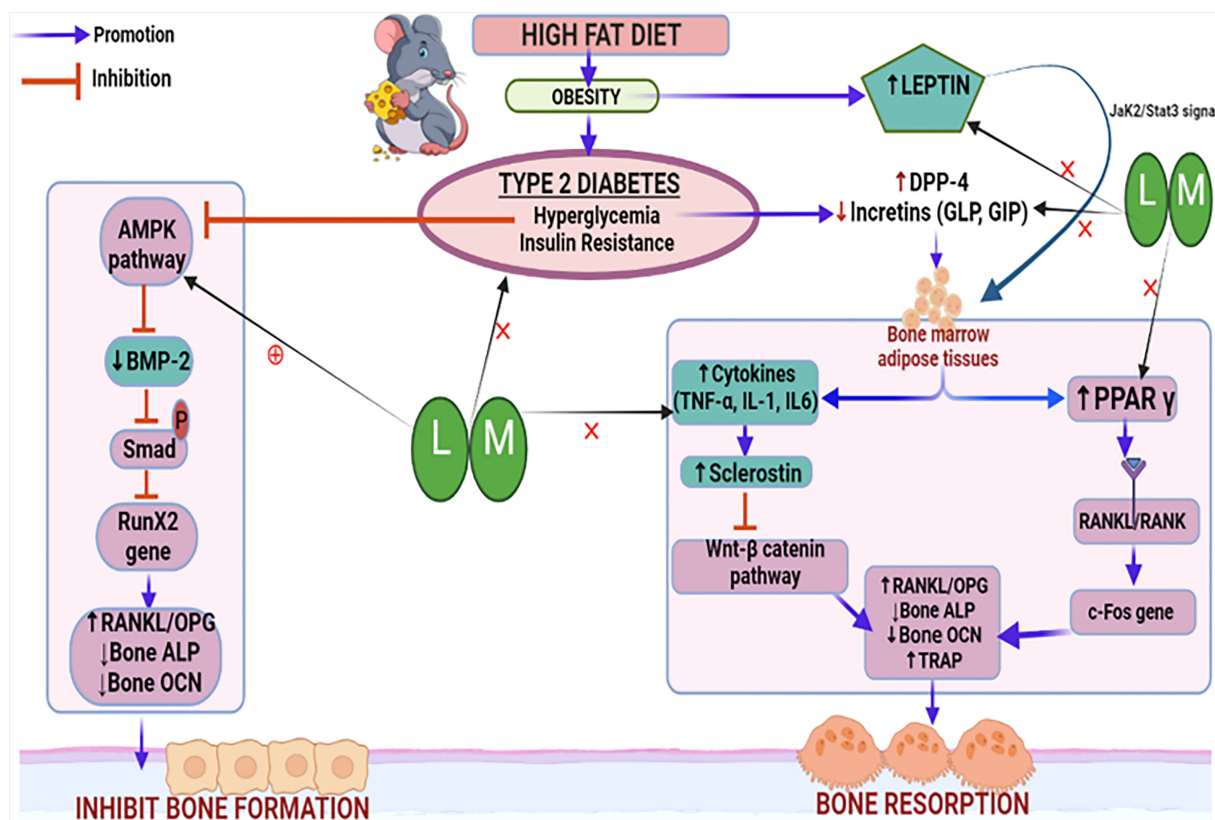 Promotion
Inhibition
HIGH FAT DIET
OBESITY
↑LEPTIN
JaK2/Stat3 signa
TYPE 2 DIABETES
Hyperglycemia
Insulin Resistance
↑DPP-4
↓Incretins (GLP, GIP)
L M
AMPK
pathway
↓BMP-2
P
Smad
RunX2
gene
↑RANKL/OPG
↓Bone ALP
↓Bone OCN
L M
Bone marrow
adipose tissues
↑Cytokines
(TNF-α, IL-1, IL6)
↑Sclerostin
Wnt-β catenin
pathway
↑PPAR γ
RANKL/RANK
c-Fos gene
↑RANKL/OPG
↓Bone ALP
↓Bone OCN
↑TRAP
INHIBIT BONE FORMATION
BONE RESORPTION